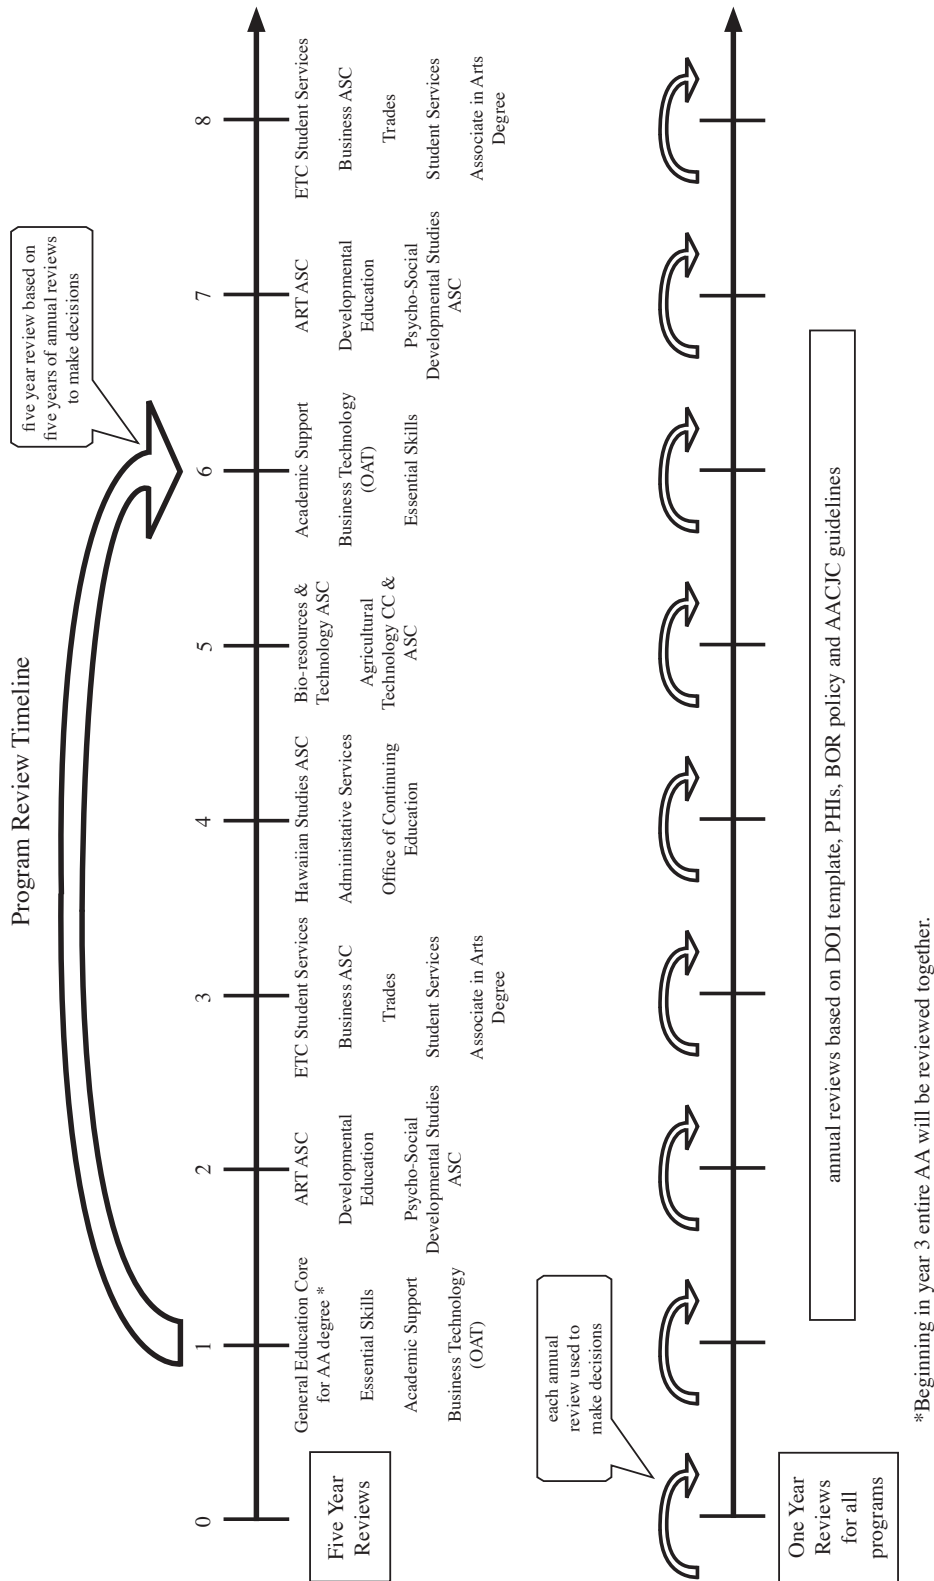 Program Review Timeline
five year review based on
five years of annual reviews
to make decisions
0
1
2
3
4
5
6
7
8
Five Year
Reviews
General Education Core
for AA degree *
Essential Skills
Academic Support
Business Technology
(OAT)
ART ASC
Developmental
Education
Psycho-Social
Developmental Studies
ASC
ETC Student Services
Business ASC
Trades
Student Services
Associate in Arts
Degree
Hawaiian Studies ASC
Administative Services
Office of Continuing
Education
Bio-resources &
Technology ASC
Agricultural
Technology CC &
ASC
Academic Support
Business Technology
(OAT)
Essential Skills
ART ASC
Developmental
Education
Psycho-Social
Developmental Studies
ASC
ETC Student Services
Business ASC
Trades
Student Services
Associate in Arts
Degree
each annual
review used to
make decisions
One Year
Reviews
for all
programs
annual reviews based on DOI template, PHIs, BOR policy and AACJC guidelines
*Beginning in year 3 entire AA will be reviewed together.